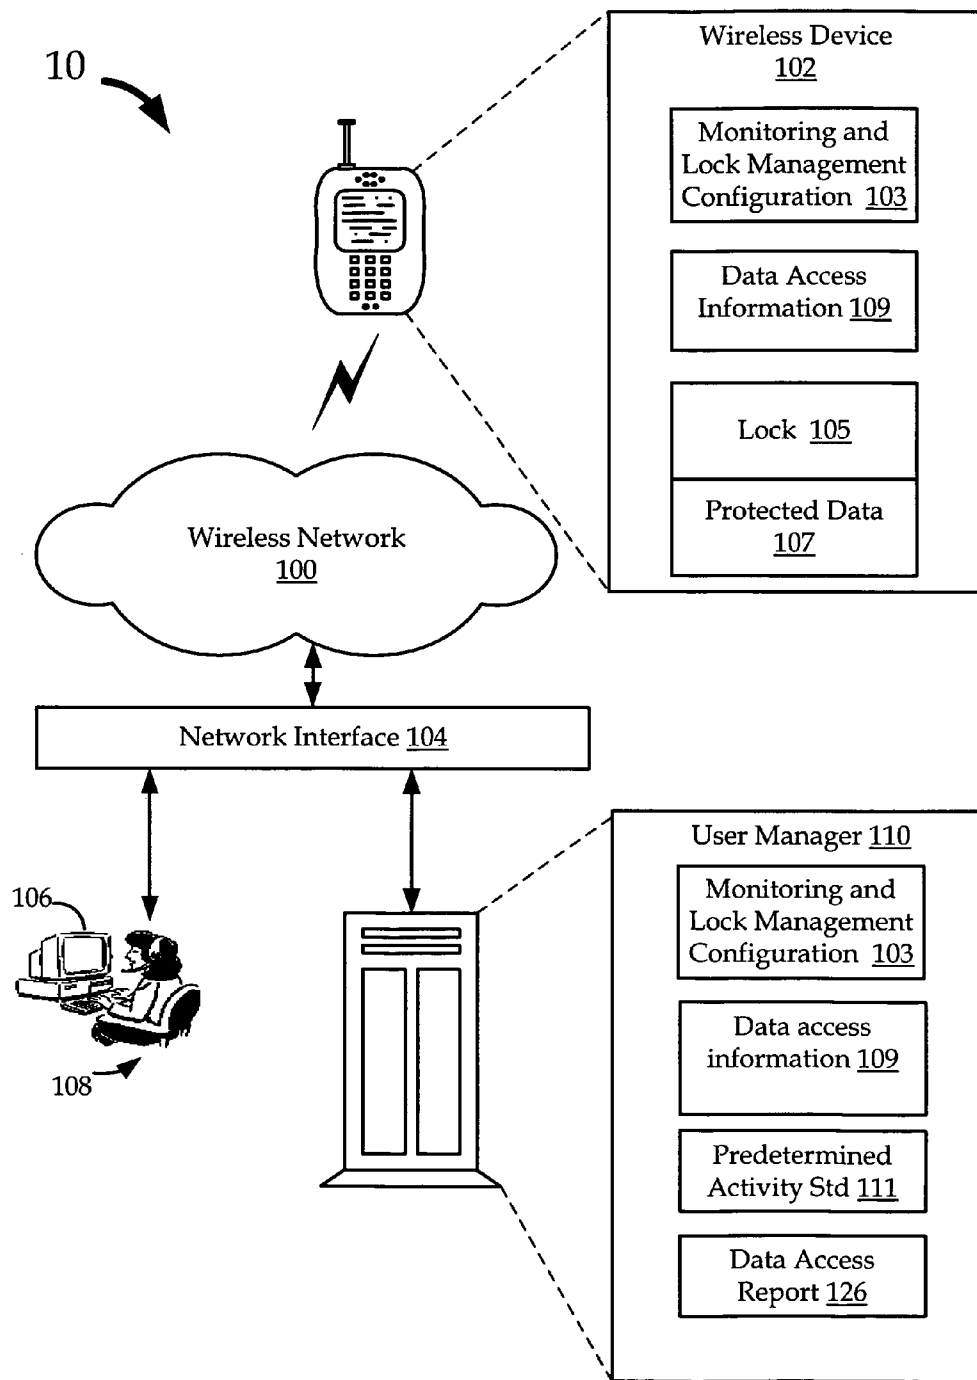 10
Wireless Device
102
Monitoring and
Lock Management
Configuration 103
Data Access
Information 109
Lock 105
Protected Data
107
Wireless Network
100
Network Interface 104
106
108
User Manager 110
Monitoring and
Lock Management
Configuration 103
Data access
information 109
Predetermined
Activity Std 111
Data Access
Report 126